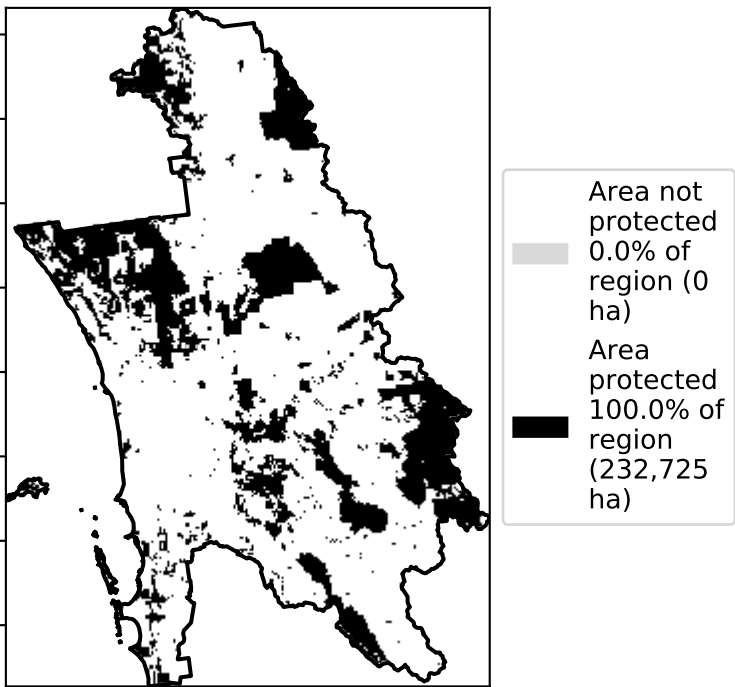 Area not
protected
0.0% of
region (0
ha)
Area
protected
100.0% of
region
(232,725
ha)